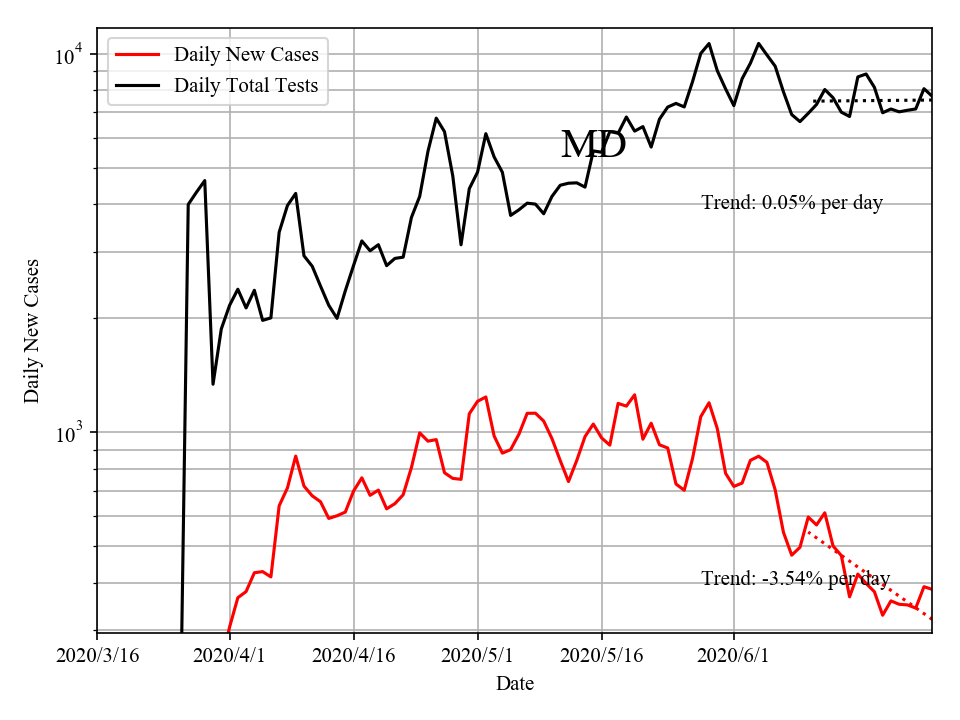 Daily New Cases
Daily Total Tests
10^4
10^3
MD
Trend: 0.05% per day
Trend: -3.54% per day
Daily New Cases
2020/3/16
2020/4/1
2020/4/16
2020/5/1
2020/5/16
2020/6/1
Date